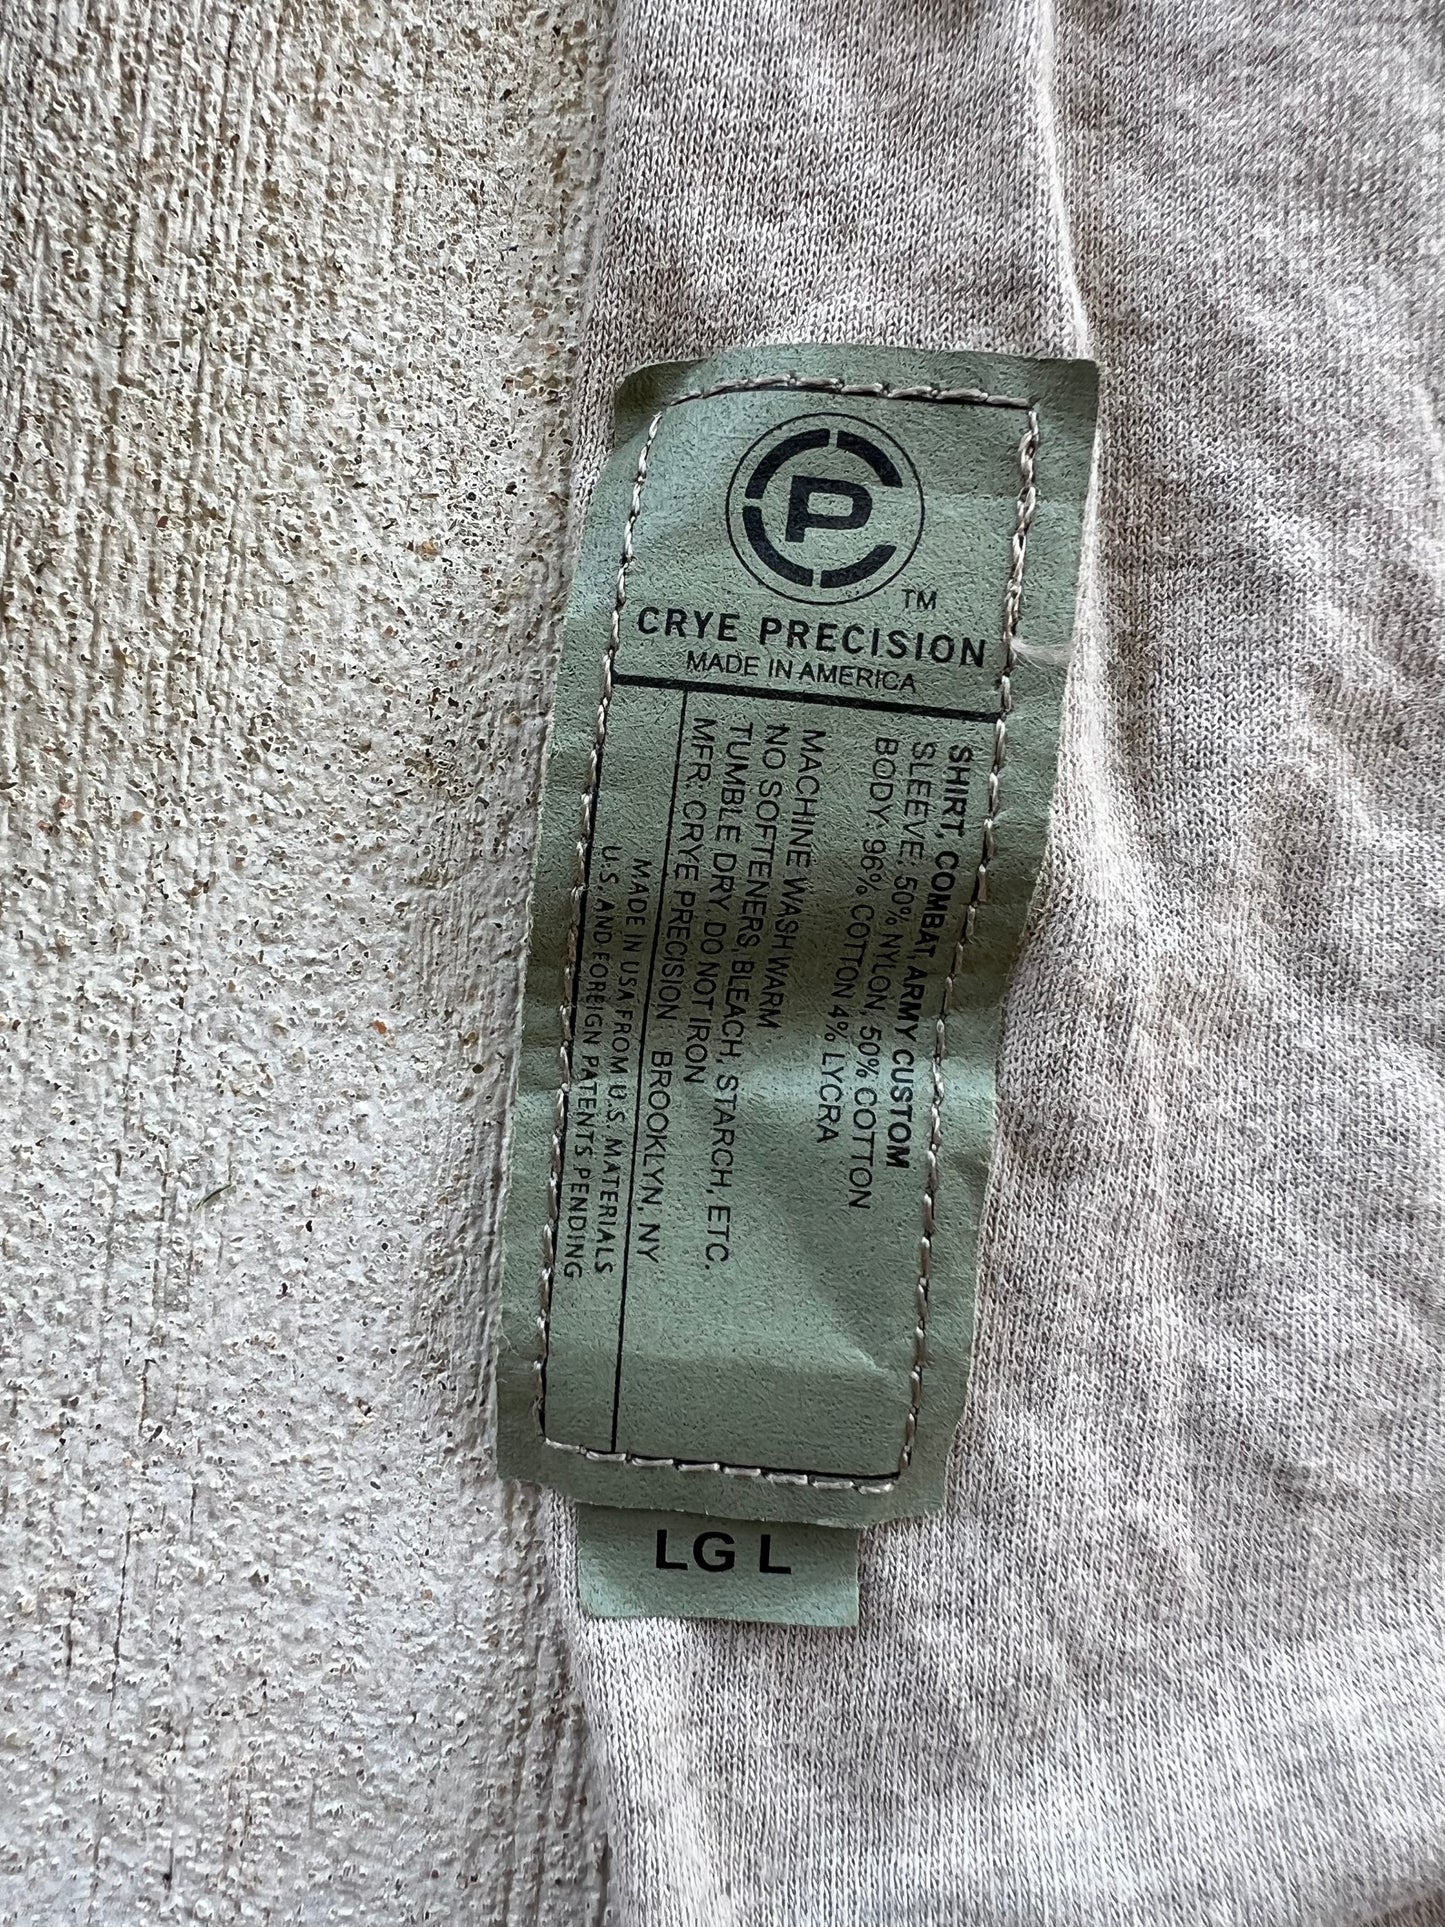 P
TM
CRYE PRECISION
MADE IN AMERICA
SHIRT, COMBAT, ARMY CUSTOM
SLEEVE: 50% NYLON, 50% COTTON
BODY: 96% COTTON 4% LYCRA
MACHINE WASH WARM
NO SOFTENERS, BLEACH, STARCH, ETC.
TUMBLE DRY. DO NOT IRON
MFR: CRYE PRECISION BROOKLYN, NY
MADE IN USA FROM U.S. MATERIALS
U.S. AND FOREIGN PATENTS PENDING
LG L